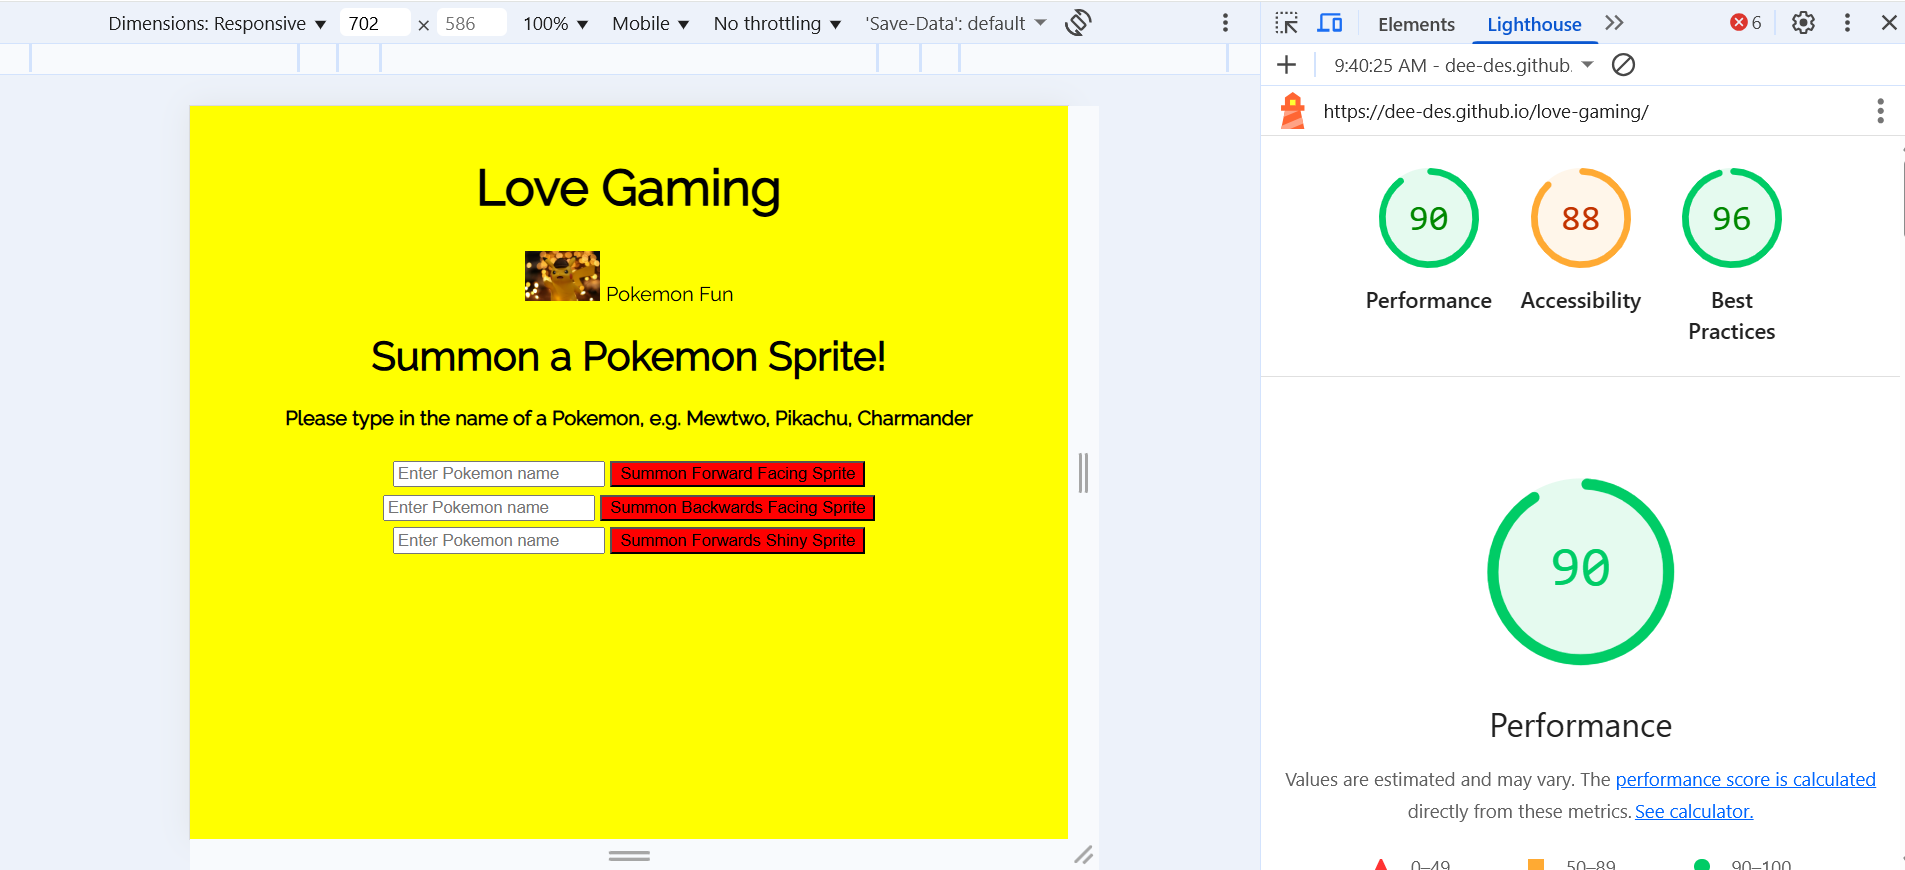 Dimensions: Responsive ▼ 702 × 586 100% ▼ Mobile ▼ No throttling ▼ 'Save-Data': default
Elements Lighthouse 6
9:40:25 AM - dee-des.github.
https://dee-des.github.io/love-gaming/
Love Gaming
Pokemon Fun
Summon a Pokemon Sprite!
Please type in the name of a Pokemon, e.g. Mewtwo, Pikachu, Charmander
Enter Pokemon name Summon Forward Facing Sprite
Enter Pokemon name Summon Backwards Facing Sprite
Enter Pokemon name Summon Forwards Shiny Sprite
90 88 96
Performance Accessibility Best
Practices
90
Performance
Values are estimated and may vary. The performance score is calculated
directly from these metrics. See calculator.
0–49 50–89 90–100